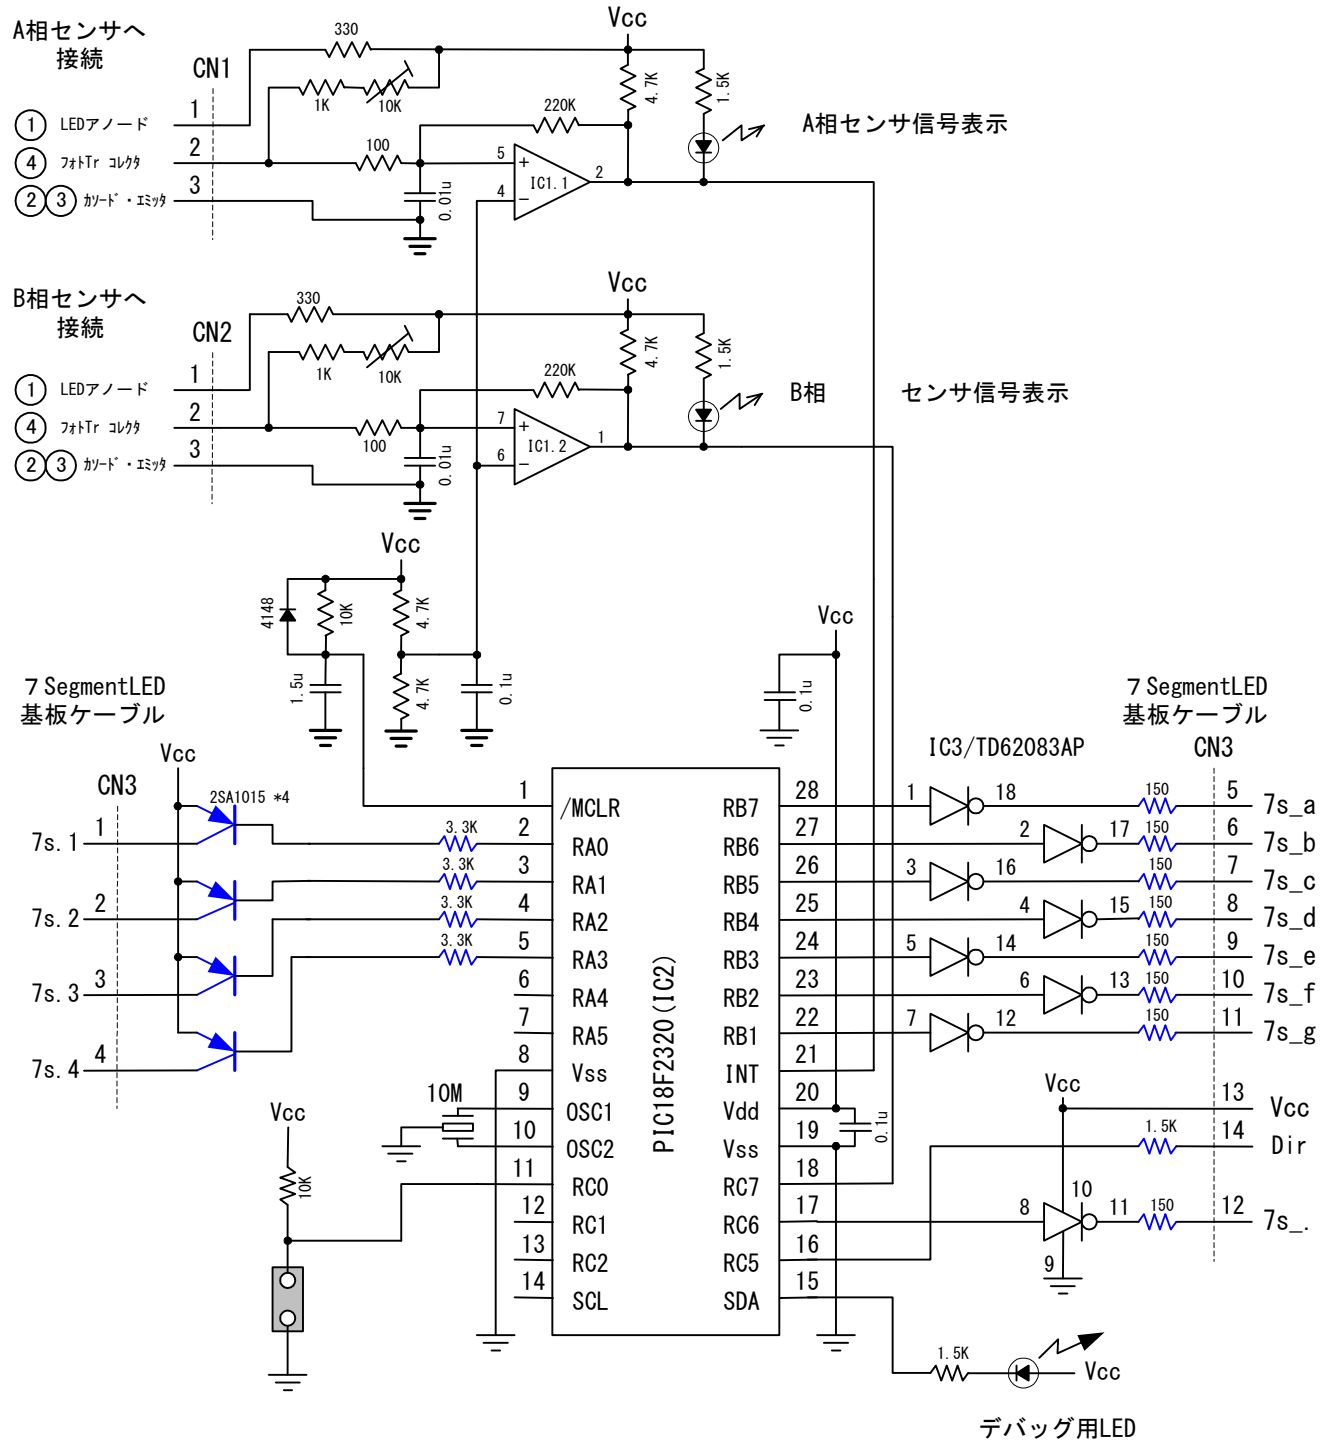 A相センサへ
接続
CN1
1
① LEDアノード
2
④ フォトTr コレクタ
3
②③ カソード・エミッタ
330
1K
10K
100
0.01u
220K
5
+
4
−
IC1.1
2
Vcc
4.7K
1.5K
A相センサ信号表示
B相センサへ
接続
CN2
1
① LEDアノード
2
④ フォトTr コレクタ
3
②③ カソード・エミッタ
330
1K
10K
100
0.01u
220K
7
+
6
−
IC1.2
1
Vcc
4.7K
1.5K
B相 センサ信号表示
Vcc
4148
10K
4.7K
1.5u
4.7K
0.1u
Vcc
0.1u
7 SegmentLED
基板ケーブル
Vcc
CN3
2SA1015 *4
7s.1 1
7s.2 2
7s.3 3
7s.4 4
3.3K
3.3K
3.3K
3.3K
1 /MCLR
2 RA0
3 RA1
4 RA2
5 RA3
6 RA4
7 RA5
8 Vss
9 OSC1
10 OSC2
11 RC0
12 RC1
13 RC2
14 SCL
10M
Vcc
10K
PIC18F2320(IC2)
RB7 28
RB6 27
RB5 26
RB4 25
RB3 24
RB2 23
RB1 22
INT 21
Vdd 20
Vss 19
RC7 18
RC6 17
RC5 16
SDA 15
0.1u
7 SegmentLED
基板ケーブル
IC3/TD62083AP
CN3
1 18 150 5 7s_a
2 17 150 6 7s_b
3 16 150 7 7s_c
4 15 150 8 7s_d
5 14 150 9 7s_e
6 13 150 10 7s_f
7 12 150 11 7s_g
Vcc
13 Vcc
1.5K 14 Dir
8 10 11 150 12 7s_.
9
1.5K
Vcc
デバッグ用LED